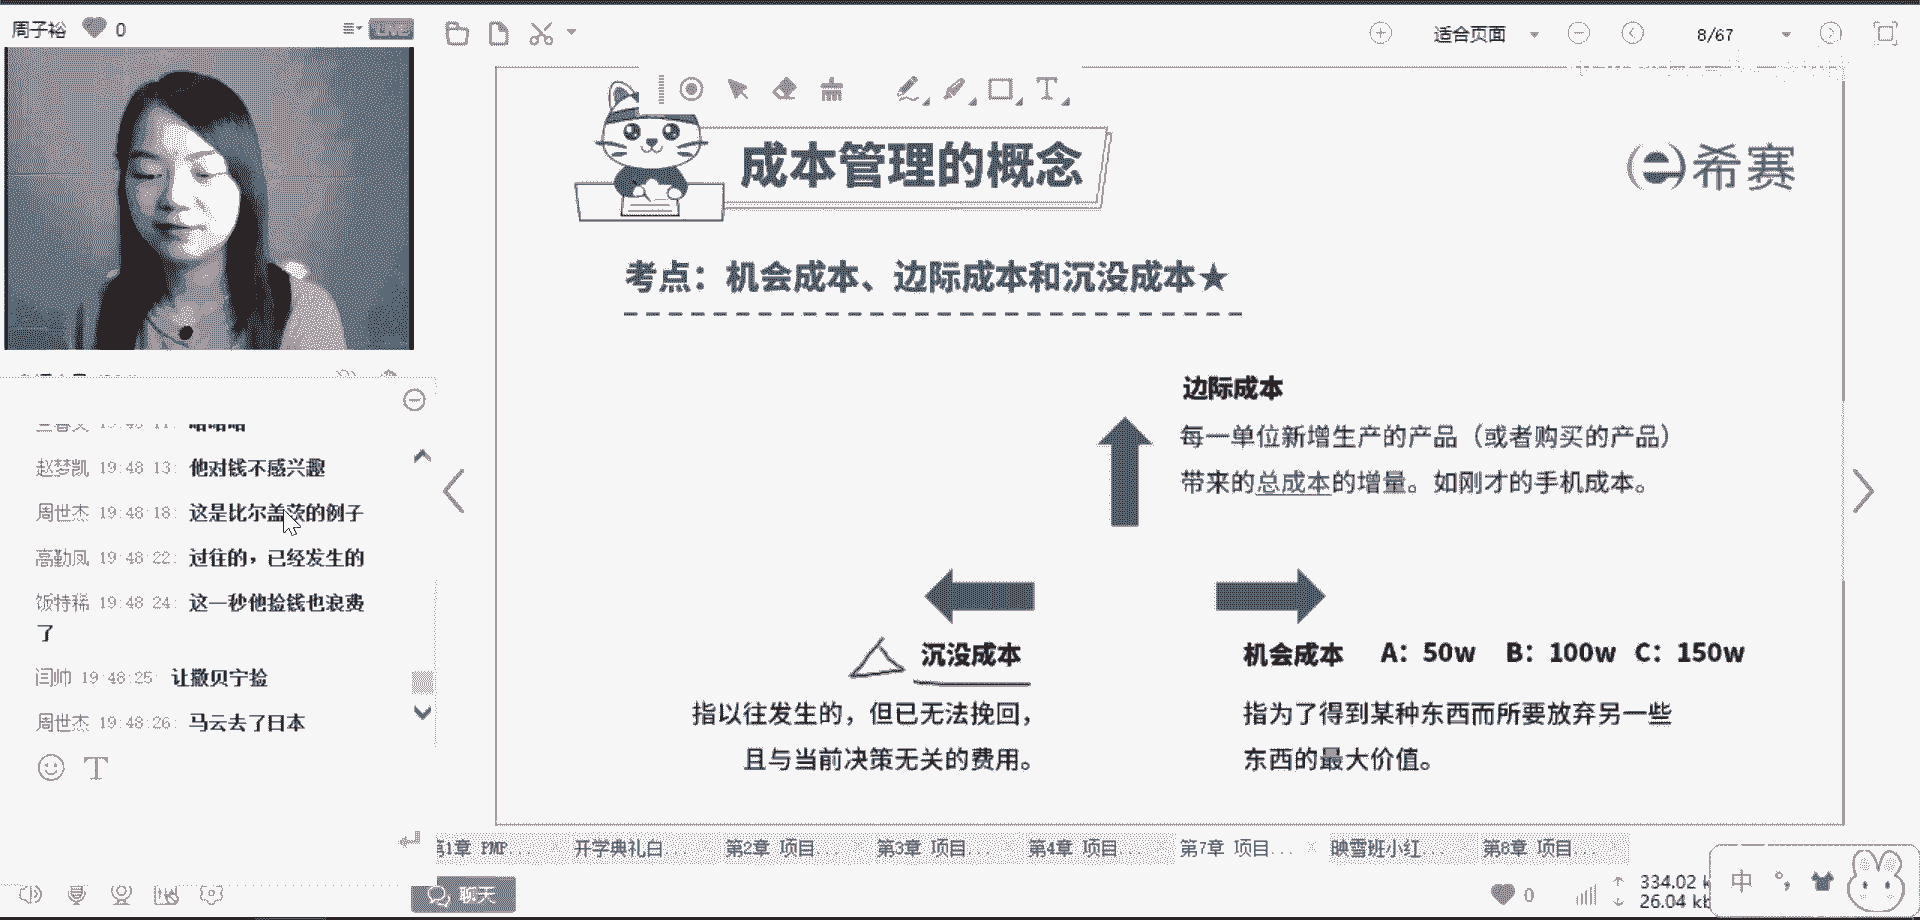 周子裕 0 LIVE
适合页面 8/67
成本管理的概念
希赛
考点：机会成本、边际成本和沉没成本★
边际成本
每一单位新增生产的产品（或者购买的产品）
带来的总成本的增量。如刚才的手机成本。
沉没成本
指以往发生的，但已无法挽回，
且与当前决策无关的费用。
机会成本 A：50w B：100w C：150w
指为了得到某种东西而所要放弃另一些
东西的最大价值。
哈哈哈
赵梦凯 19:48:13: 他对钱不感兴趣
周世杰 19:48:18: 这是比尔盖茨的例子
高勤凤 19:48:22: 过往的，已经发生的
饭特稀 19:48:24: 这一秒他捡钱也浪费
了
闫帅 19:48:25: 让撒贝宁捡
周世杰 19:48:26: 马云去了日本
第1章 PMP... 开学典礼白... 第2章 项目... 第3章 项目... 第4章 项目... 第7章 项目... 映雪班小红... 第8章 项目...
聊天
0
334.02 k
26.04 kb
中